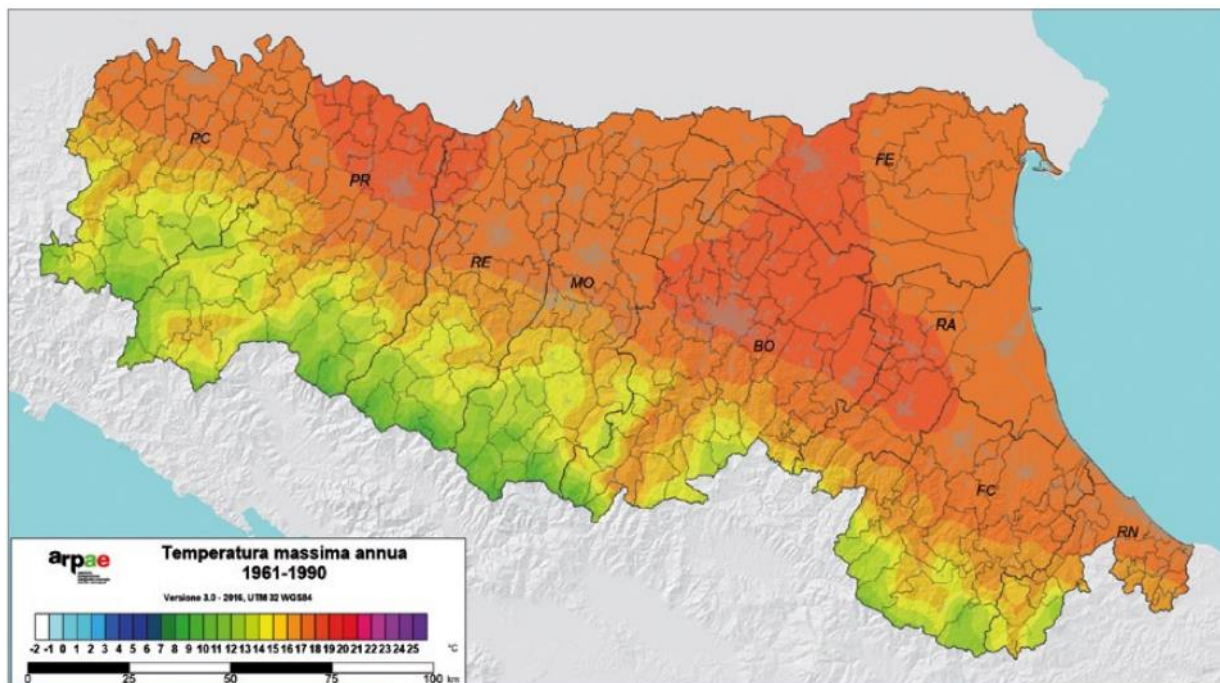 PC
PR
FE
RE
MO
BO
RA
FC
RN
arpae
Temperatura massima annua
1961-1990
Versione 3.0 - 2016, UTM 32 WGS84
-2 -1 0 1 2 3 4 5 6 7 8 9 10 11 12 13 14 15 16 17 18 19 20 21 22 23 24 25 °C
0 25 50 75 100 km